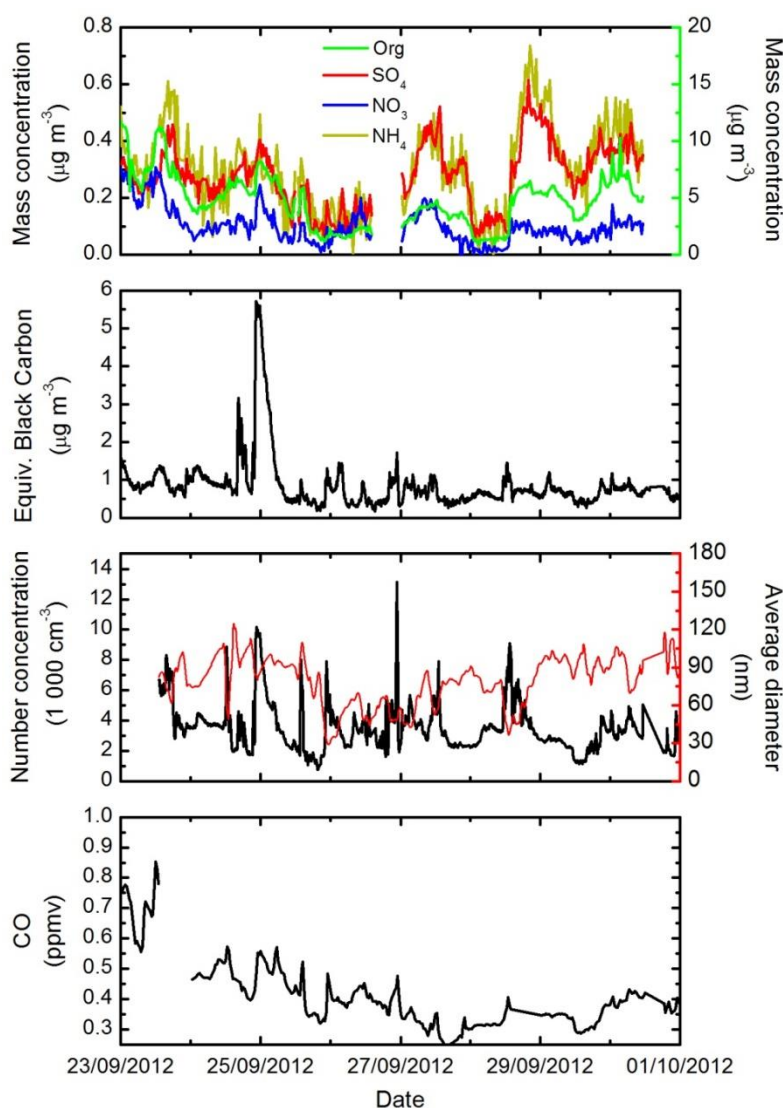 Mass concentration
(µg m⁻³)
0.8
0.6
0.4
0.2
0.0
Org
SO₄
NO₃
NH₄
20
15
10
5
0
Mass concentration
(µg m⁻³)
Equiv. Black Carbon
(µg m⁻³)
6
5
4
3
2
1
0
Number concentration
(1 000 cm⁻³)
14
12
10
8
6
4
2
0
180
150
120
90
60
30
0
Average diameter
(nm)
CO
(ppmv)
1.0
0.9
0.8
0.7
0.6
0.5
0.4
0.3
23/09/2012 25/09/2012 27/09/2012 29/09/2012 01/10/2012
Date